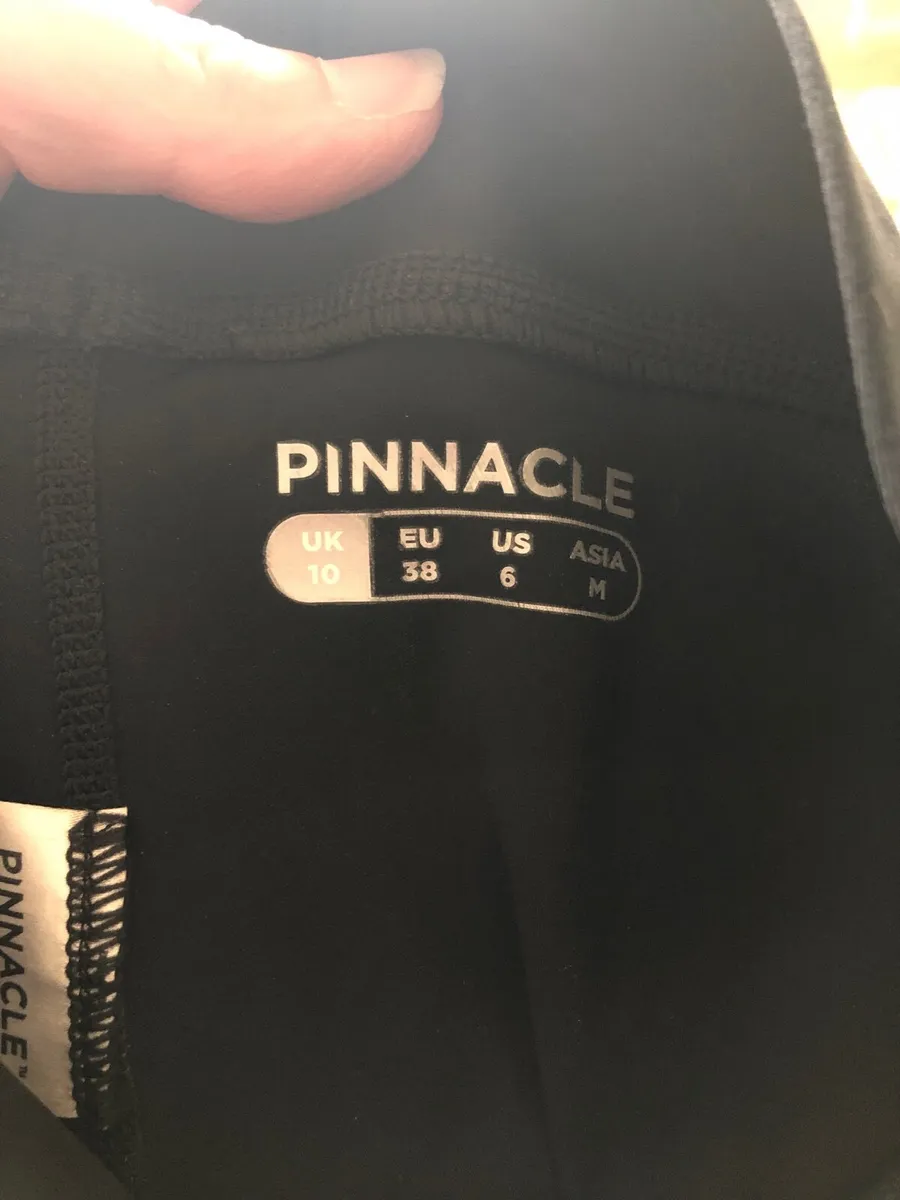 PINNACLE
UK EU US ASIA
10 38 6 M
PINNACLE™